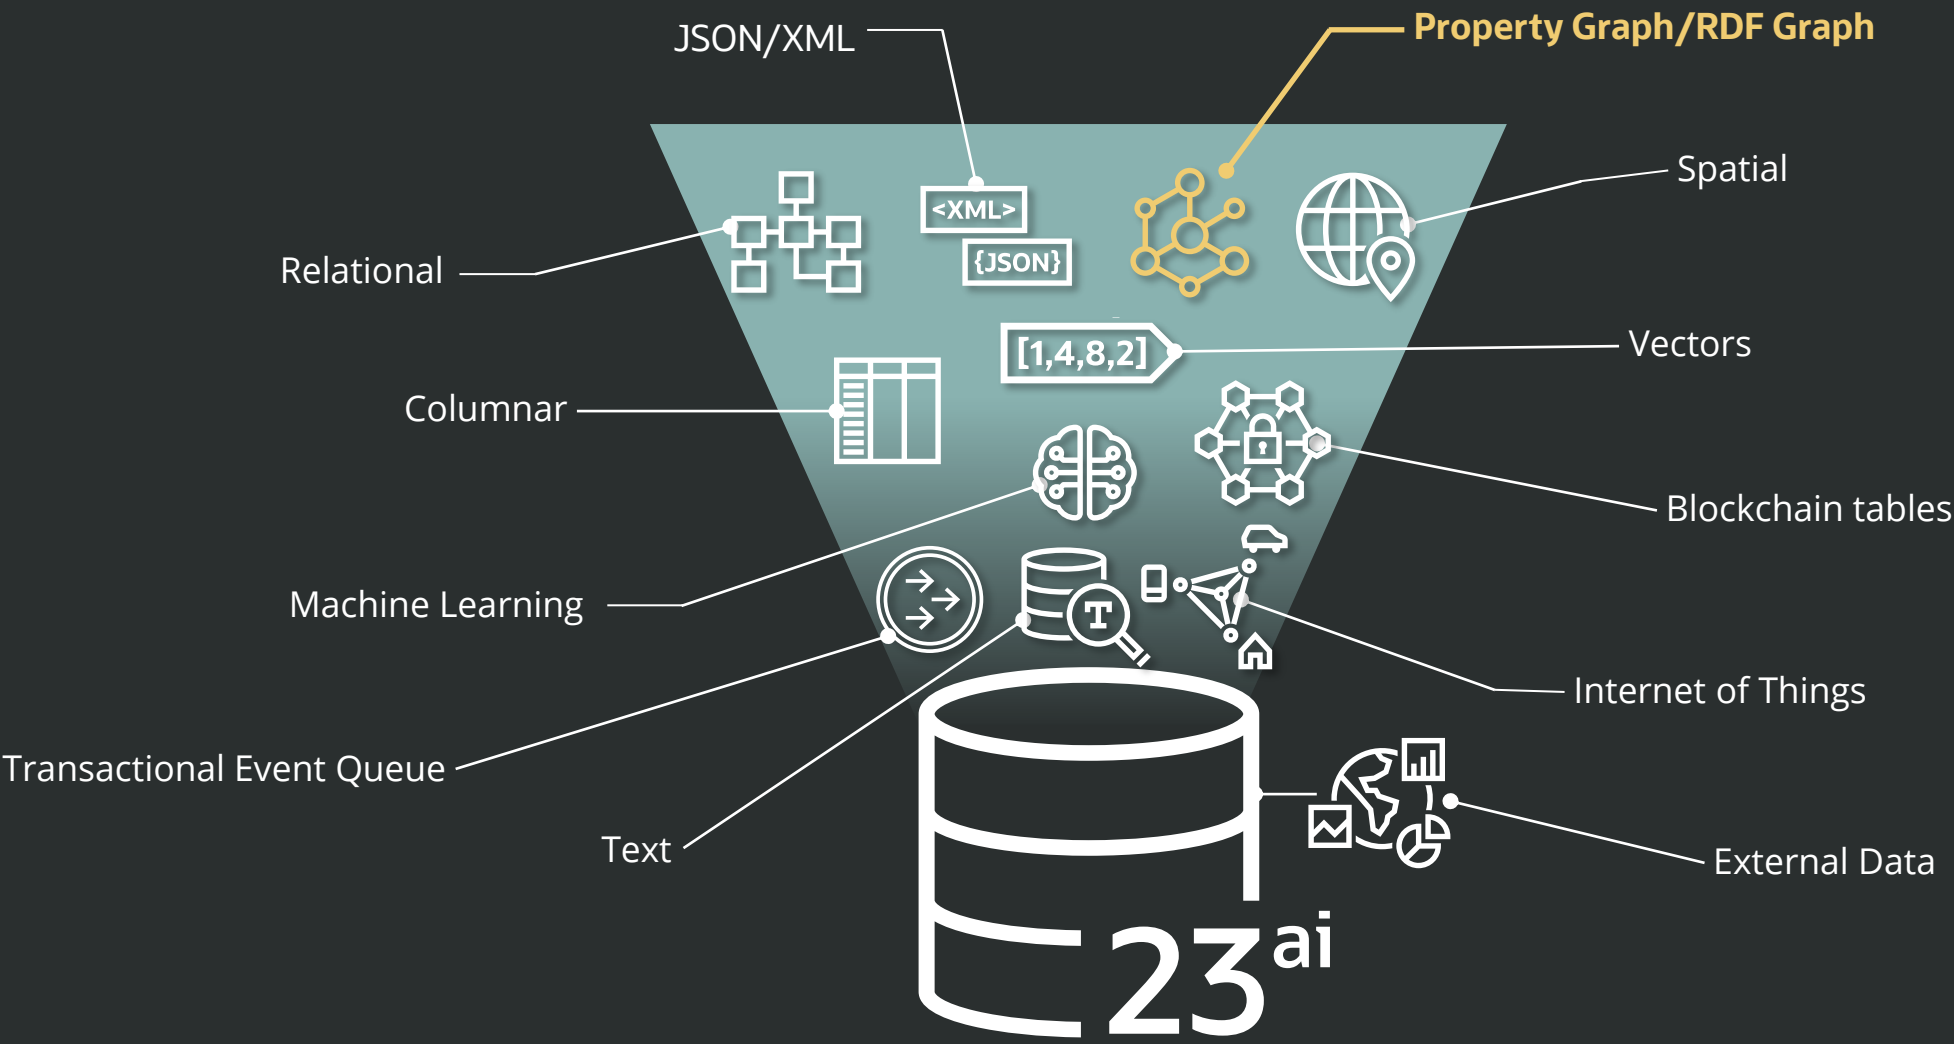 JSON/XML
Property Graph/RDF Graph
Spatial
<XML>
{JSON}
Relational
[1,4,8,2]
Vectors
Columnar
Blockchain tables
Machine Learning
T
Internet of Things
Transactional Event Queue
Text
External Data
23ai